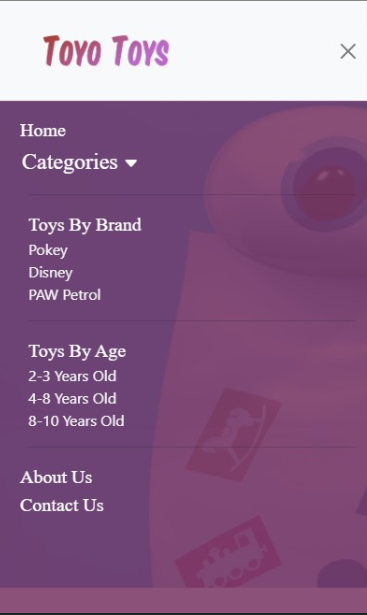 Toyo Toys
Home
Categories
Toys By Brand
Pokey
Disney
PAW Petrol
Toys By Age
2-3 Years Old
4-8 Years Old
8-10 Years Old
About Us
Contact Us